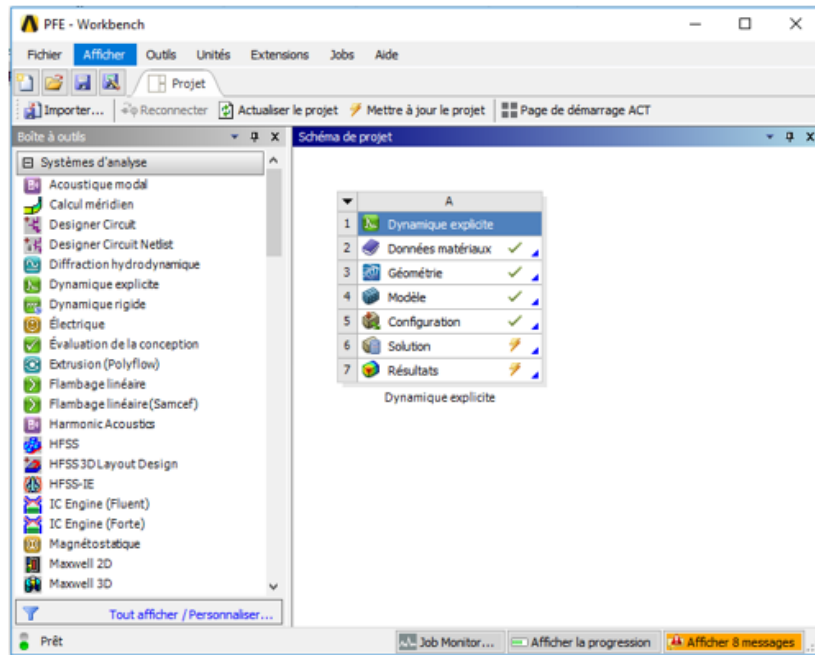 PFE - Workbench
Fichier Afficher Outils Unités Extensions Jobs Aide
Projet
Importer... Reconnecter Actualiser le projet Mettre à jour le projet Page de démarrage ACT
Boîte à outils
Schéma de projet
Systèmes d'analyse
Acoustique modal
Calcul méridien
Designer Circuit
Designer Circuit Netlist
Diffraction hydrodynamique
Dynamique explicite
Dynamique rigide
Électrique
Évaluation de la conception
Extrusion (Polyflow)
Flambage linéaire
Flambage linéaire (Samcef)
Harmonic Acoustics
HFSS
HFSS 3D Layout Design
HFSS-IE
IC Engine (Fluent)
IC Engine (Forte)
Magnétostatique
Maxwell 2D
Maxwell 3D
Tout afficher / Personnaliser...
A
1 Dynamique explicite
2 Données matériaux
3 Géométrie
4 Modèle
5 Configuration
6 Solution
7 Résultats
Dynamique explicite
Prêt
Job Monitor... Afficher la progression Afficher 8 messages